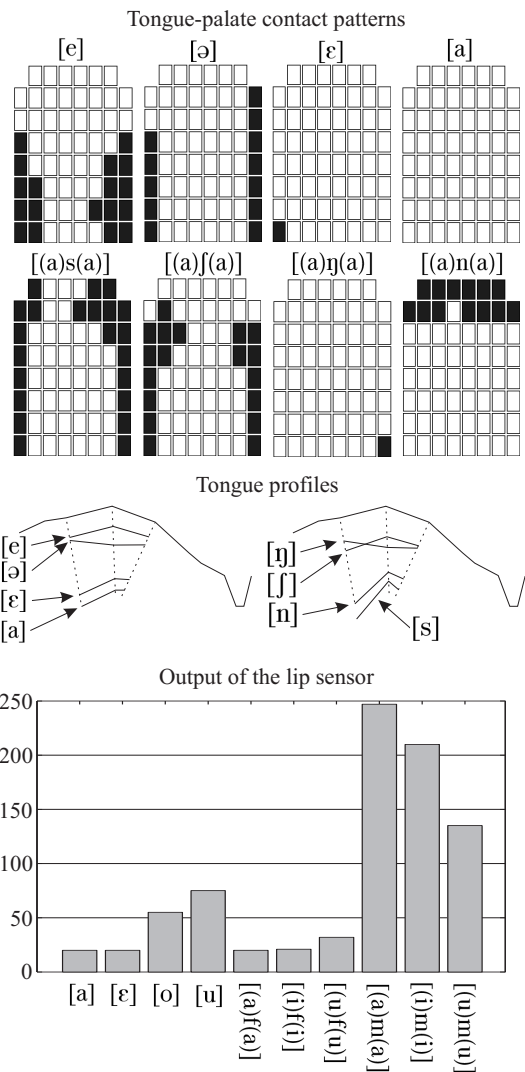 Tongue-palate contact patterns
[e] [ə] [ɛ] [a]
[(a)s(a)] [(a)ʃ(a)] [(a)ŋ(a)] [(a)n(a)]
Tongue profiles
[e]
[ə]
[ɛ]
[a]
[ŋ]
[ʃ]
[n]
[s]
Output of the lip sensor
250
200
150
100
50
0
[a] [ɛ] [o] [u] [(a)f(a)] [(i)f(i)] [(u)f(u)] [(a)m(a)] [(i)m(i)] [(u)m(u)]